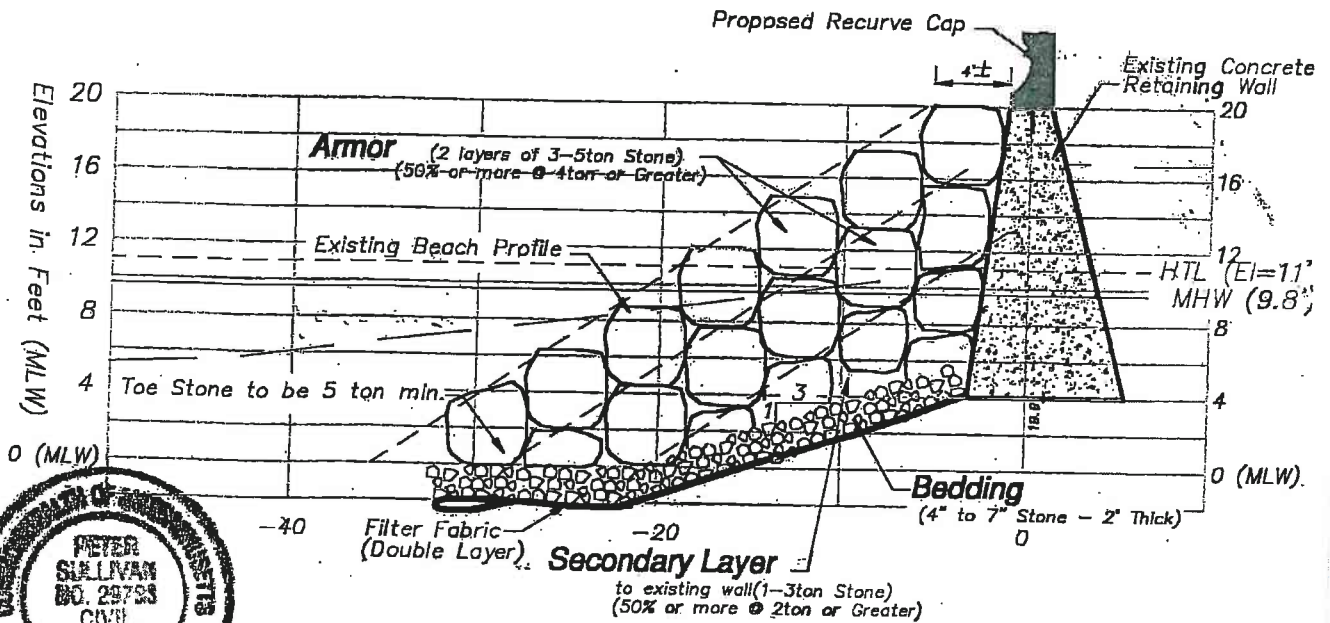 Proposed Recurve Cap
4'±
Existing Concrete
Retaining Wall
Elevations in Feet (MLW)
20
16
12
8
4
0 (MLW)
20
16
12
8
4
0 (MLW).
Armor (2 layers of 3-5ton Stone)
(50% or more @ 4ton or Greater)
Existing Beach Profile
HTL (El=11'
MHW (9.8'
Toe Stone to be 5 ton min.
3
1
Bedding
(4" to 7" Stone - 2' Thick)
-40
-20
0
Filter Fabric
(Double Layer)
Secondary Layer
to existing wall(1-3ton Stone)
(50% or more @ 2ton or Greater)
PETER
SULLIVAN
NO. 29733
CIVIL